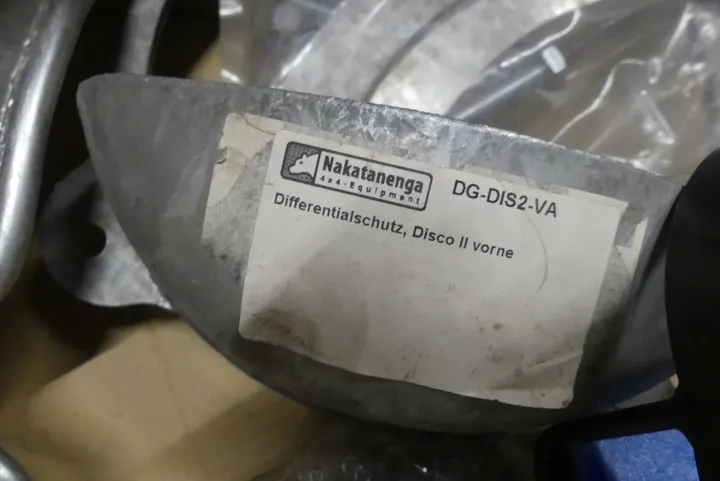 Nakatanenga
4x4-Equipment
DG-DIS2-VA
Differentialschutz, Disco II vorne